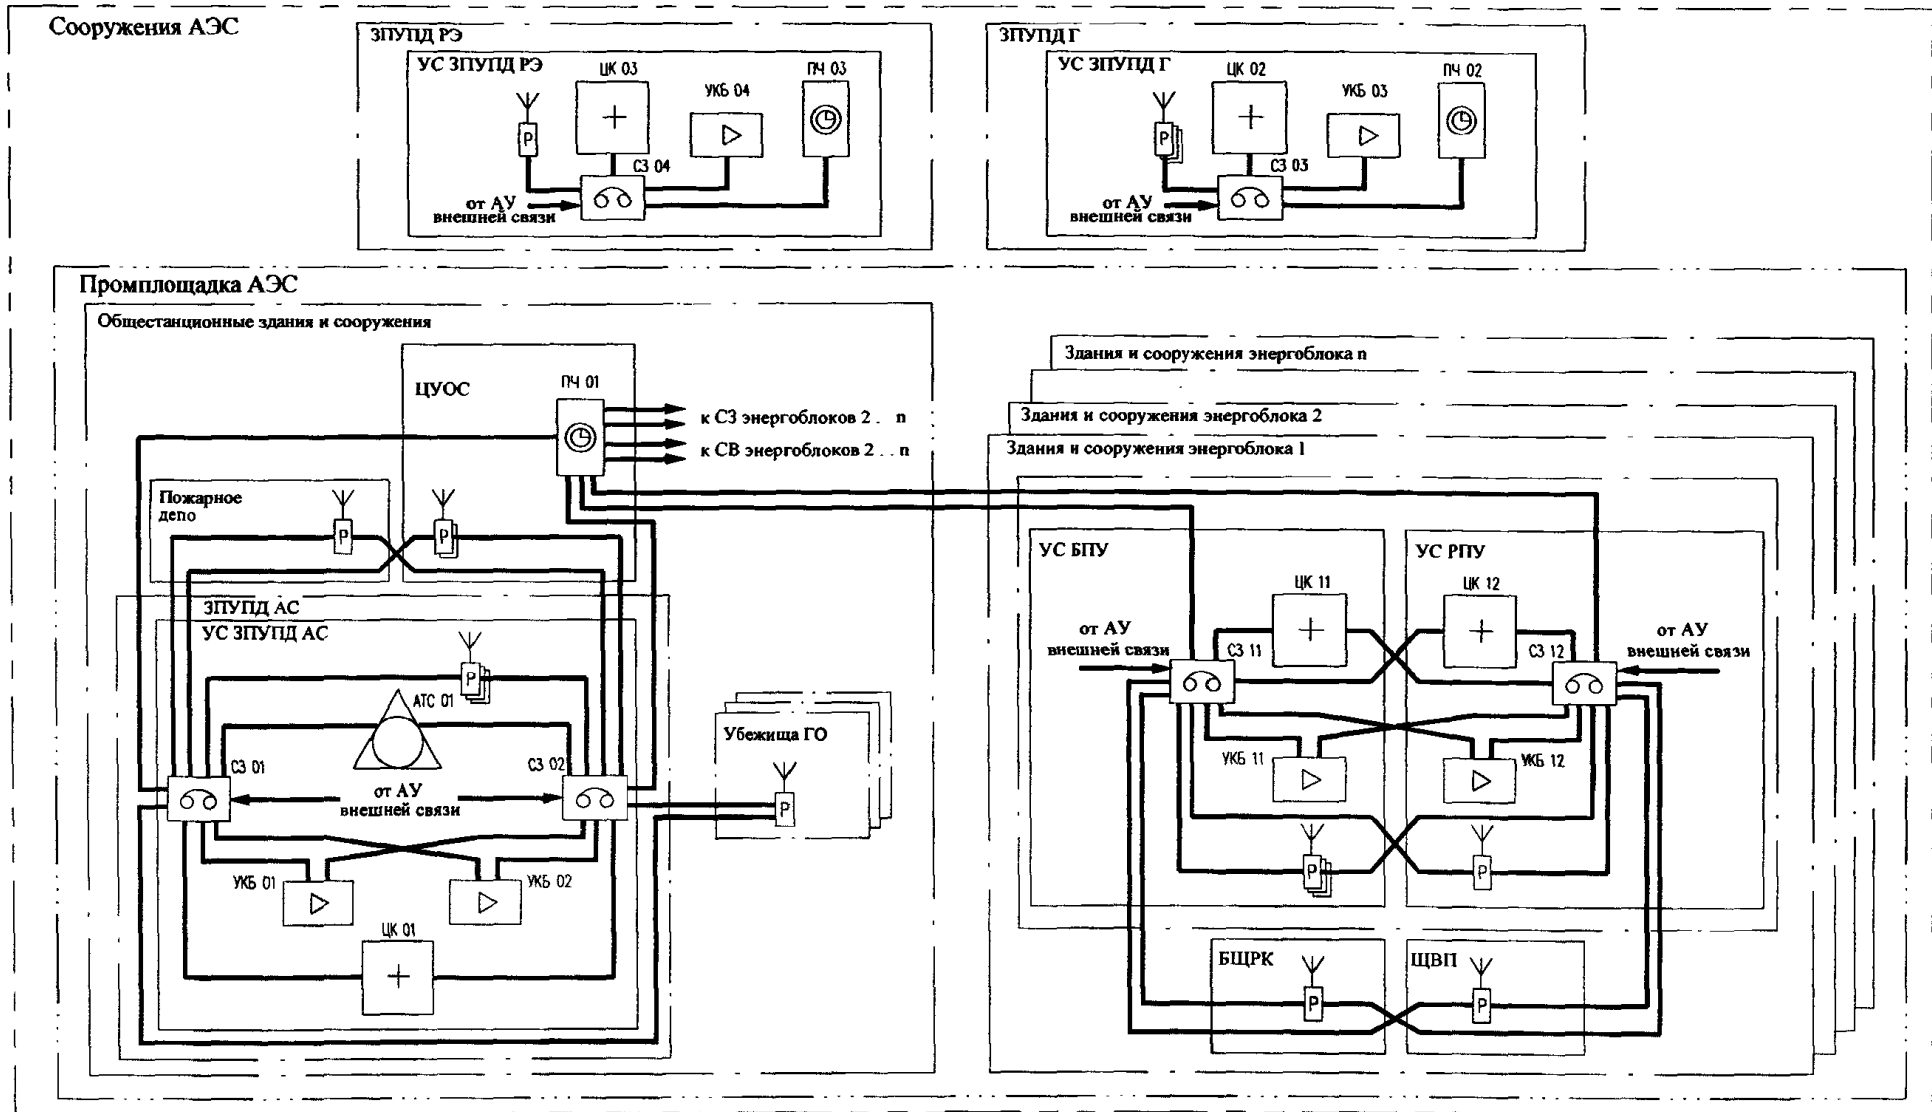 Сооружения АЭС
ЗПУПД РЭ
УС ЗПУПД РЭ
ЦК 03
ПЧ 03
УКБ 04
Р
СЗ 04
от АУ
внешней связи
ЗПУПД Г
УС ЗПУПД Г
ЦК 02
ПЧ 02
УКБ 03
Р
СЗ 03
от АУ
внешней связи
Промплощадка АЭС
Общестанционные здания и сооружения
ЦУОС
ПЧ 01
к СЗ энергоблоков 2 . n
к СВ энергоблоков 2 . . n
Пожарное
депо
Р
Р
ЗПУПД АС
УС ЗПУПД АС
Р
АТС 01
СЗ 01
СЗ 02
от АУ
внешней связи
УКБ 01
УКБ 02
ЦК 01
Убежища ГО
Р
Здания и сооружения энергоблока n
Здания и сооружения энергоблока 2
Здания и сооружения энергоблока 1
УС БПУ
УС РПУ
ЦК 11
ЦК 12
от АУ
внешней связи
СЗ 11
СЗ 12
от АУ
внешней связи
УКБ 11
УКБ 12
Р
Р
БЩРК
Р
ЩВП
Р